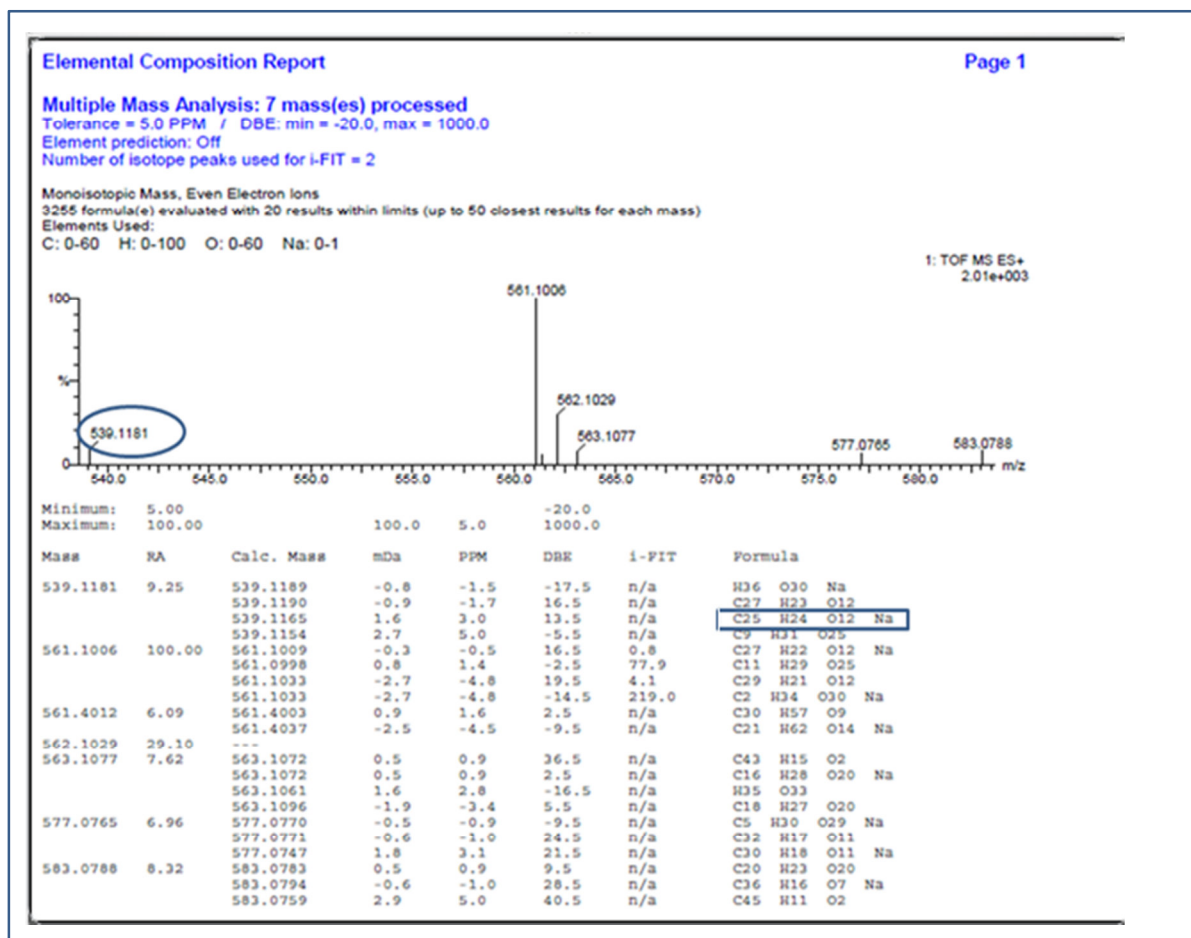 Elemental Composition Report Page 1
Multiple Mass Analysis: 7 mass(es) processed
Tolerance = 5.0 PPM / DBE: min = -20.0, max = 1000.0
Element prediction: Off
Number of isotope peaks used for i-FIT = 2
Monoisotopic Mass, Even Electron Ions
3255 formula(e) evaluated with 20 results within limits (up to 50 closest results for each mass)
Elements Used:
C: 0-60 H: 0-100 O: 0-60 Na: 0-1
1: TOF MS ES+
2.01e+003
100
561.1006
%
562.1029
539.1181
563.1077
577.0765
583.0788
0
m/z
540.0 545.0 550.0 555.0 560.0 565.0 570.0 575.0 580.0
Minimum: 5.00 -20.0
Maximum: 100.00 100.0 5.0 1000.0
Mass RA Calc. Mass mDa PPM DBE i-FIT Formula
539.1181 9.25 539.1189 -0.8 -1.5 -17.5 n/a H36 O30 Na
539.1190 -0.9 -1.7 16.5 n/a C27 H23 O12
539.1165 1.6 3.0 13.5 n/a C25 H24 O12 Na
539.1154 2.7 5.0 -5.5 n/a C9 H31 O25
561.1006 100.00 561.1009 -0.3 -0.5 16.5 0.8 C27 H22 O12 Na
561.0998 0.8 1.4 -2.5 77.9 C11 H29 O25
561.1033 -2.7 -4.8 19.5 4.1 C29 H21 O12
561.1033 -2.7 -4.8 -14.5 219.0 C2 H34 O30 Na
561.4012 6.09 561.4003 0.9 1.6 2.5 n/a C30 H57 O9
561.4037 -2.5 -4.5 -9.5 n/a C21 H62 O14 Na
562.1029 29.10 ---
563.1077 7.62 563.1072 0.5 0.9 36.5 n/a C43 H15 O2
563.1072 0.5 0.9 2.5 n/a C16 H28 O20 Na
563.1061 1.6 2.8 -16.5 n/a H35 O33
563.1096 -1.9 -3.4 5.5 n/a C18 H27 O20
577.0765 6.96 577.0770 -0.5 -0.9 -9.5 n/a C5 H30 O29 Na
577.0771 -0.6 -1.0 24.5 n/a C32 H17 O11
577.0747 1.8 3.1 21.5 n/a C30 H18 O11 Na
583.0788 8.32 583.0783 0.5 0.9 9.5 n/a C20 H23 O20
583.0794 -0.6 -1.0 28.5 n/a C36 H16 O7 Na
583.0759 2.9 5.0 40.5 n/a C45 H11 O2